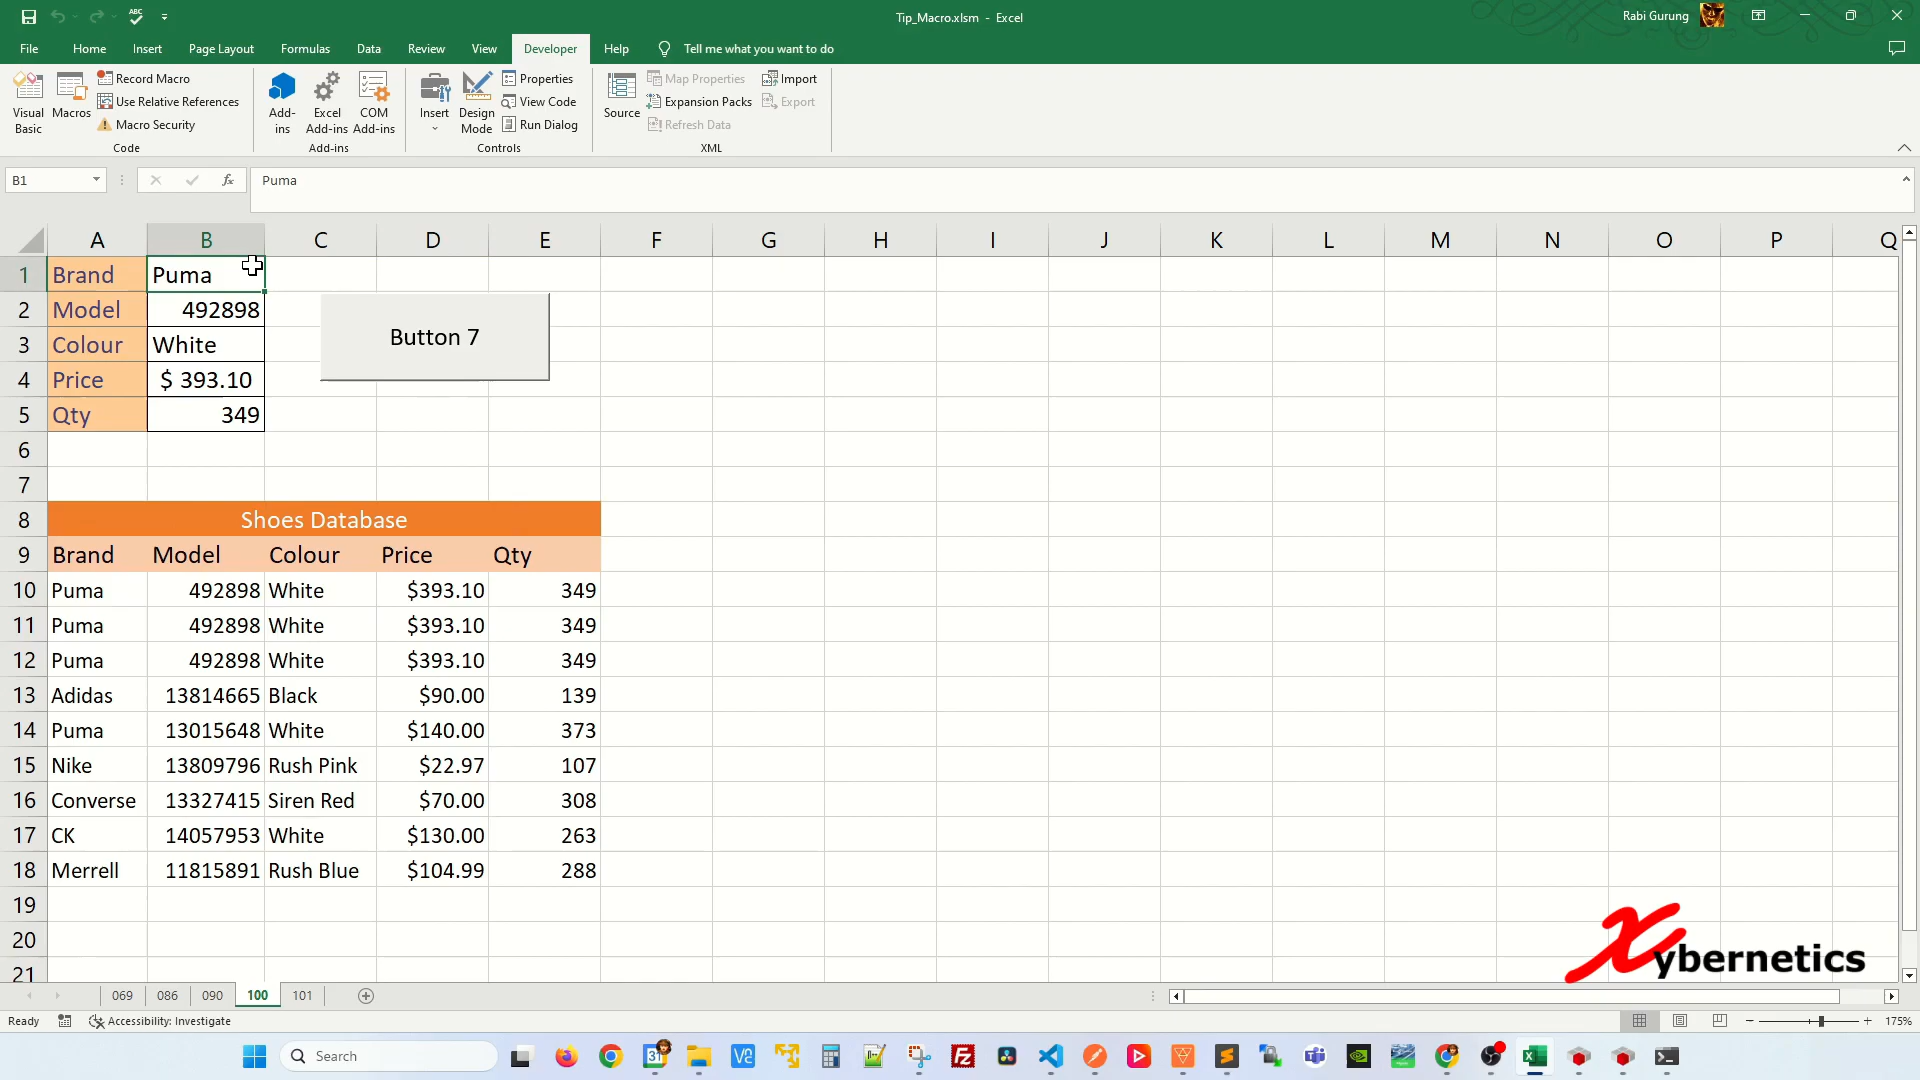 Tip_Macro.xlsm - Excel
Rabi Gurung
File Home Insert Page Layout Formulas Data Review View Developer Help Tell me what you want to do
Visual Basic
Macros
Record Macro
Use Relative References
Macro Security
Code
Add-ins
Excel Add-ins
COM Add-ins
Add-ins
Insert
Design Mode
Properties
View Code
Run Dialog
Controls
Source
Map Properties
Expansion Packs
Refresh Data
Import
Export
XML
B1
fx
Puma
A B C D E F G H I J K L M N O P Q
1 Brand Puma
2 Model 492898
3 Colour White
4 Price $ 393.10
5 Qty 349
Button 7
6
7
8 Shoes Database
9 Brand Model Colour Price Qty
10 Puma 492898 White $393.10 349
11 Puma 492898 White $393.10 349
12 Puma 492898 White $393.10 349
13 Adidas 13814665 Black $90.00 139
14 Puma 13015648 White $140.00 373
15 Nike 13809796 Rush Pink $22.97 107
16 Converse 13327415 Siren Red $70.00 308
17 CK 14057953 White $130.00 263
18 Merrell 11815891 Rush Blue $104.99 288
19
20
21
Xybernetics
069 086 090 100 101
Ready Accessibility: Investigate 175%
Search